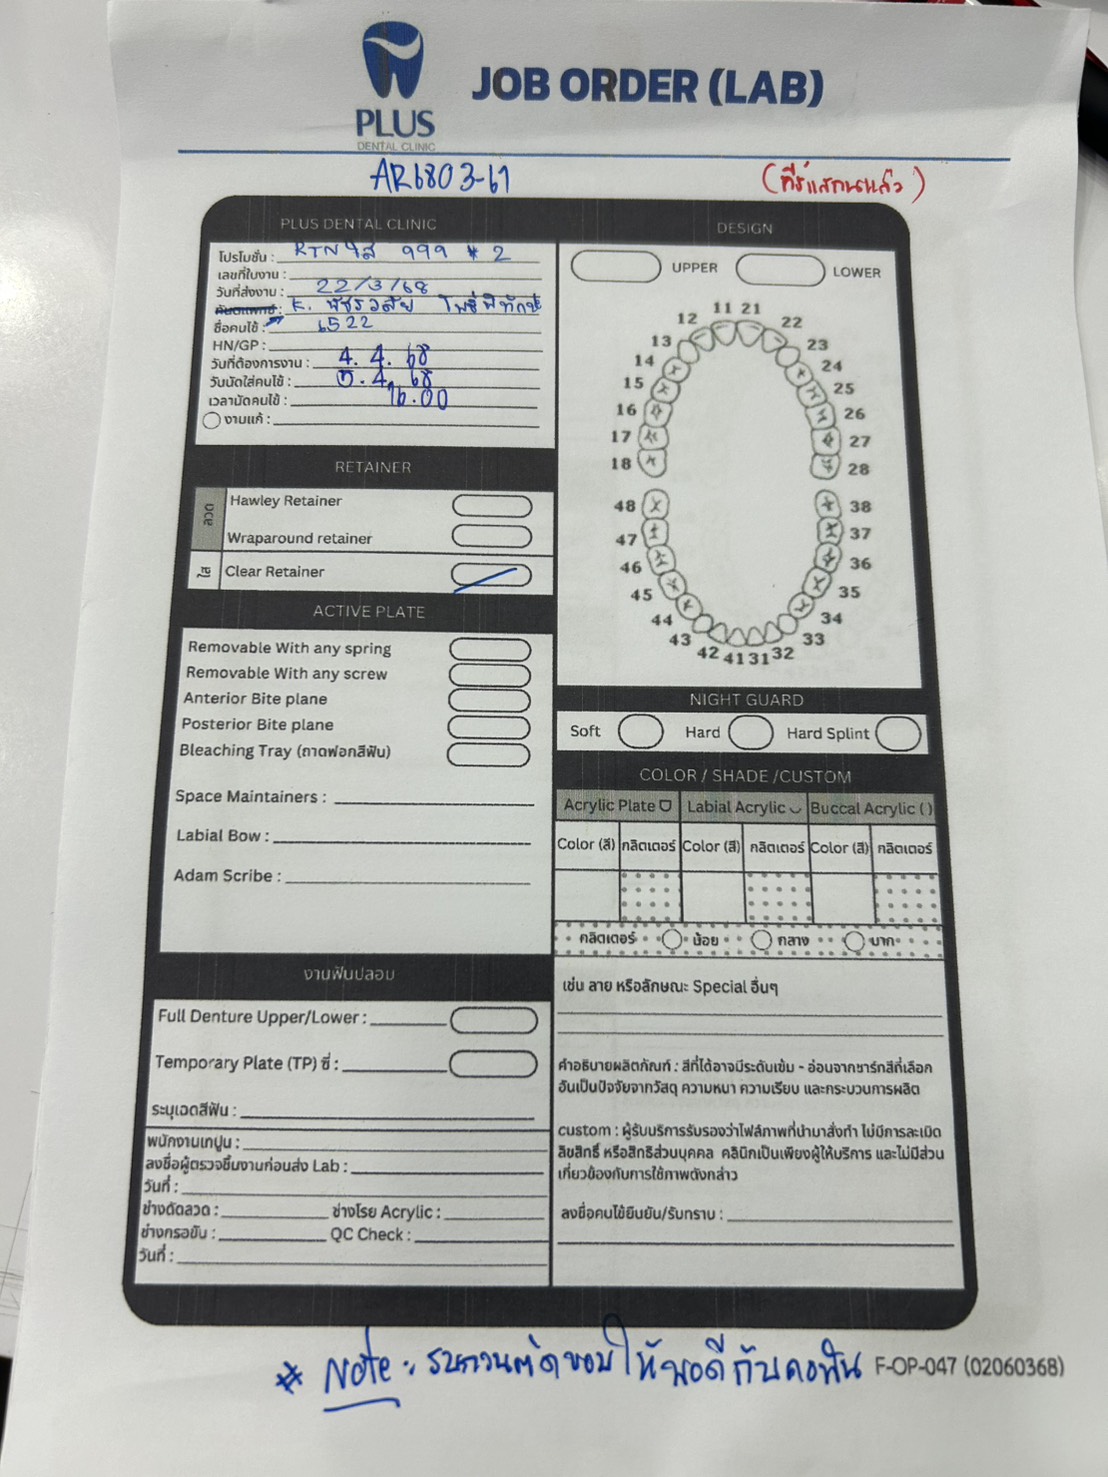 PLUS
DENTAL CLINIC
JOB ORDER (LAB)
AR6803-61
(คีร์แสกนแล้ว)
PLUS DENTAL CLINIC
โปรโมชั่น : RTN ใส 999 * 2
เลขที่ใบงาน :
วันที่ส่งงาน : 22/3/68
ทันตแพทย์ : K. พัชรวลัย โพธิ์พิทักษ์
ชื่อคนไข้ : 6522
HN/GP :
วันที่ต้องการงาน : 4. 4. 68
วันนัดใส่คนไข้ : 5. 4. 68
เวลานัดคนไข้ : 16.00
งานแก้ :
RETAINER
ลวด
Hawley Retainer
Wraparound retainer
ใส
Clear Retainer
ACTIVE PLATE
Removable With any spring
Removable With any screw
Anterior Bite plane
Posterior Bite plane
Bleaching Tray (ถาดฟอกสีฟัน)
Space Maintainers :
Labial Bow :
Adam Scribe :
งานฟันปลอม
Full Denture Upper/Lower :
Temporary Plate (TP) ซี่ :
ระบุเฉดสีฟัน :
พนักงานเทปูน :
ลงชื่อผู้ตรวจชิ้นงานก่อนส่ง Lab :
วันที่ :
ช่างดัดลวด : ช่างโรย Acrylic :
ช่างกรอขัน : QC Check :
วันที่ :
DESIGN
UPPER LOWER
11 21
12 22
13 23
14 24
15 25
16 26
17 27
18 28
48 38
47 37
46 36
45 35
44 34
43 33
42 41 31 32
NIGHT GUARD
Soft Hard Hard Splint
COLOR / SHADE /CUSTOM
Acrylic Plate Labial Acrylic Buccal Acrylic ( )
Color (สี) กลิตเตอร์ Color (สี) กลิตเตอร์ Color (สี) กลิตเตอร์
กลิตเตอร์ น้อย กลาง มาก
เช่น ลาย หรือลักษณะ Special อื่นๆ
คำอธิบายผลิตภัณฑ์ : สีที่ได้อาจมีระดับเข้ม - อ่อนจากชาร์ทสีที่เลือก
อันเป็นปัจจัยจากวัสดุ ความหนา ความเรียบ และกระบวนการผลิต
custom : ผู้รับบริการรับรองว่าไฟล์ภาพที่นำมาสั่งทำ ไม่มีการละเมิด
ลิขสิทธิ์ หรือสิทธิส่วนบุคคล คลินิกเป็นเพียงผู้ให้บริการ และไม่มีส่วน
เกี่ยวข้องกับการใช้ภาพดังกล่าว
ลงชื่อคนไข้ยืนยัน/รับทราบ :
* Note : รบกวนตัดขอบให้พอดีกับคอฟัน
F-OP-047 (02060368)